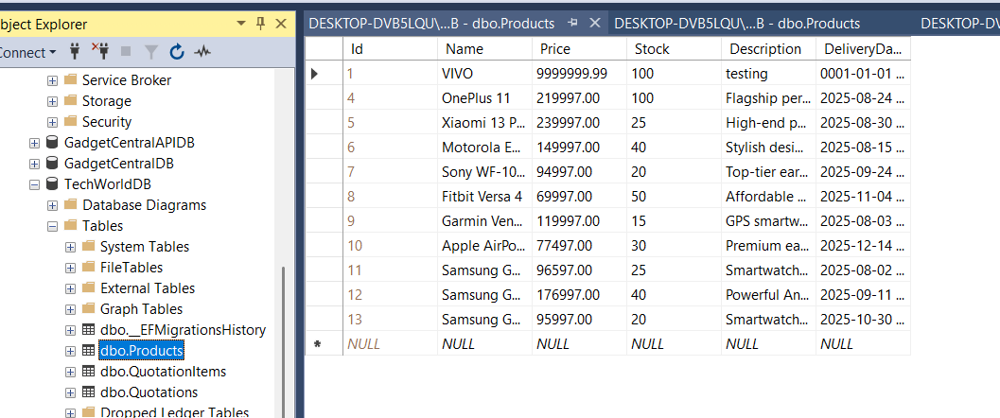 bject Explorer
onnect
Service Broker
Storage
Security
GadgetCentralAPIDB
GadgetCentralDB
TechWorldDB
Database Diagrams
Tables
System Tables
FileTables
External Tables
Graph Tables
dbo.__EFMigrationsHistory
dbo.Products
dbo.QuotationItems
dbo.Quotations
Dropped Ledger Tables
DESKTOP-DVB5LQU\...B - dbo.Products DESKTOP-DVB5LQU\...B - dbo.Products DESKTOP-DV
Id Name Price Stock Description DeliveryDa...
1 VIVO 9999999.99 100 testing 0001-01-01 ...
4 OnePlus 11 219997.00 100 Flagship per... 2025-08-24 ...
5 Xiaomi 13 P... 239997.00 25 High-end p... 2025-08-30 ...
6 Motorola E... 149997.00 40 Stylish desi... 2025-08-15 ...
7 Sony WF-10... 94997.00 20 Top-tier ear... 2025-09-24 ...
8 Fitbit Versa 4 69997.00 50 Affordable ... 2025-11-04 ...
9 Garmin Ven... 119997.00 15 GPS smartw... 2025-08-03 ...
10 Apple AirPo... 77497.00 30 Premium ea... 2025-12-14 ...
11 Samsung G... 96597.00 25 Smartwatch... 2025-08-02 ...
12 Samsung G... 176997.00 40 Powerful An... 2025-09-11 ...
13 Samsung G... 95997.00 20 Smartwatch... 2025-10-30 ...
NULL NULL NULL NULL NULL NULL